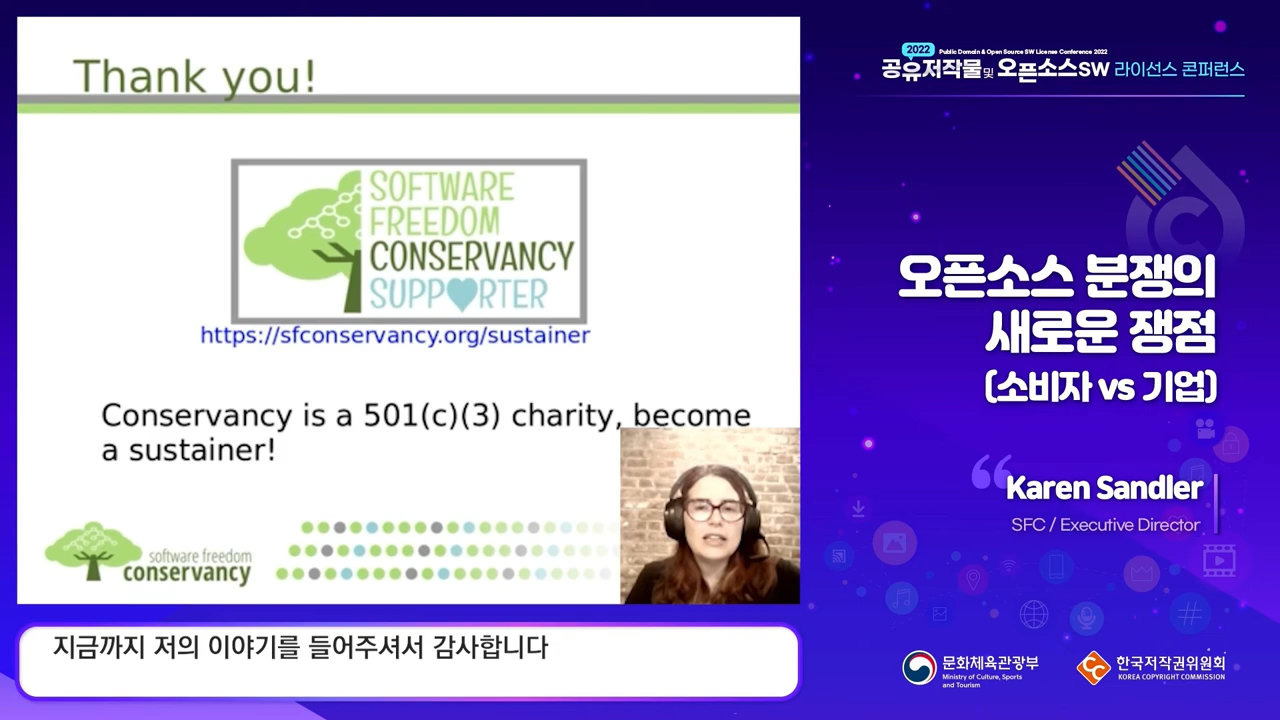 Thank you!
SOFTWARE
FREEDOM
CONSERVANCY
SUPPRTER
https://sfconservancy.org/sustainer
Conservancy is a 501(c)(3) charity, become
a sustainer!
software freedom
conservancy
지금까지 저의 이야기를 들어주셔서 감사합니다
2022 Public Domain & Open Source SW License Conference 2022
공유저작물 및 오픈소스SW 라이선스 콘퍼런스
오픈소스 분쟁의
새로운 쟁점
(소비자 vs 기업)
“
Karen Sandler
SFC / Executive Director
문화체육관광부
Ministry of Culture, Sports
and Tourism
한국저작권위원회
KOREA COPYRIGHT COMMISSION